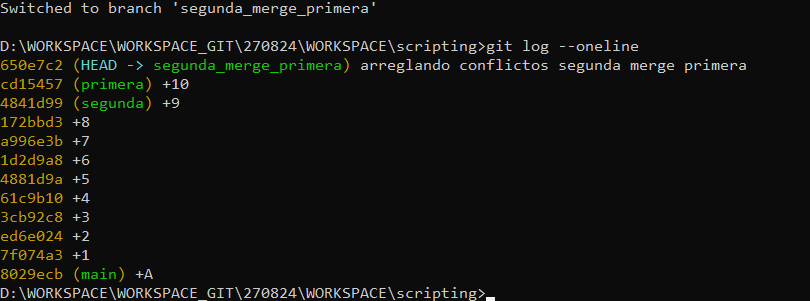 Switched to branch 'segunda_merge_primera'
D:\WORKSPACE\WORKSPACE_GIT\270824\WORKSPACE\scripting>git log --oneline
650e7c2 (HEAD -> segunda_merge_primera) arreglando conflictos segunda merge primera
cd15457 (primera) +10
4841d99 (segunda) +9
172bbd3 +8
a996e3b +7
1d2d9a8 +6
4881d9a +5
61c9b10 +4
3cb92c8 +3
ed6e024 +2
7f074a3 +1
8029ecb (main) +A
D:\WORKSPACE\WORKSPACE_GIT\270824\WORKSPACE\scripting>